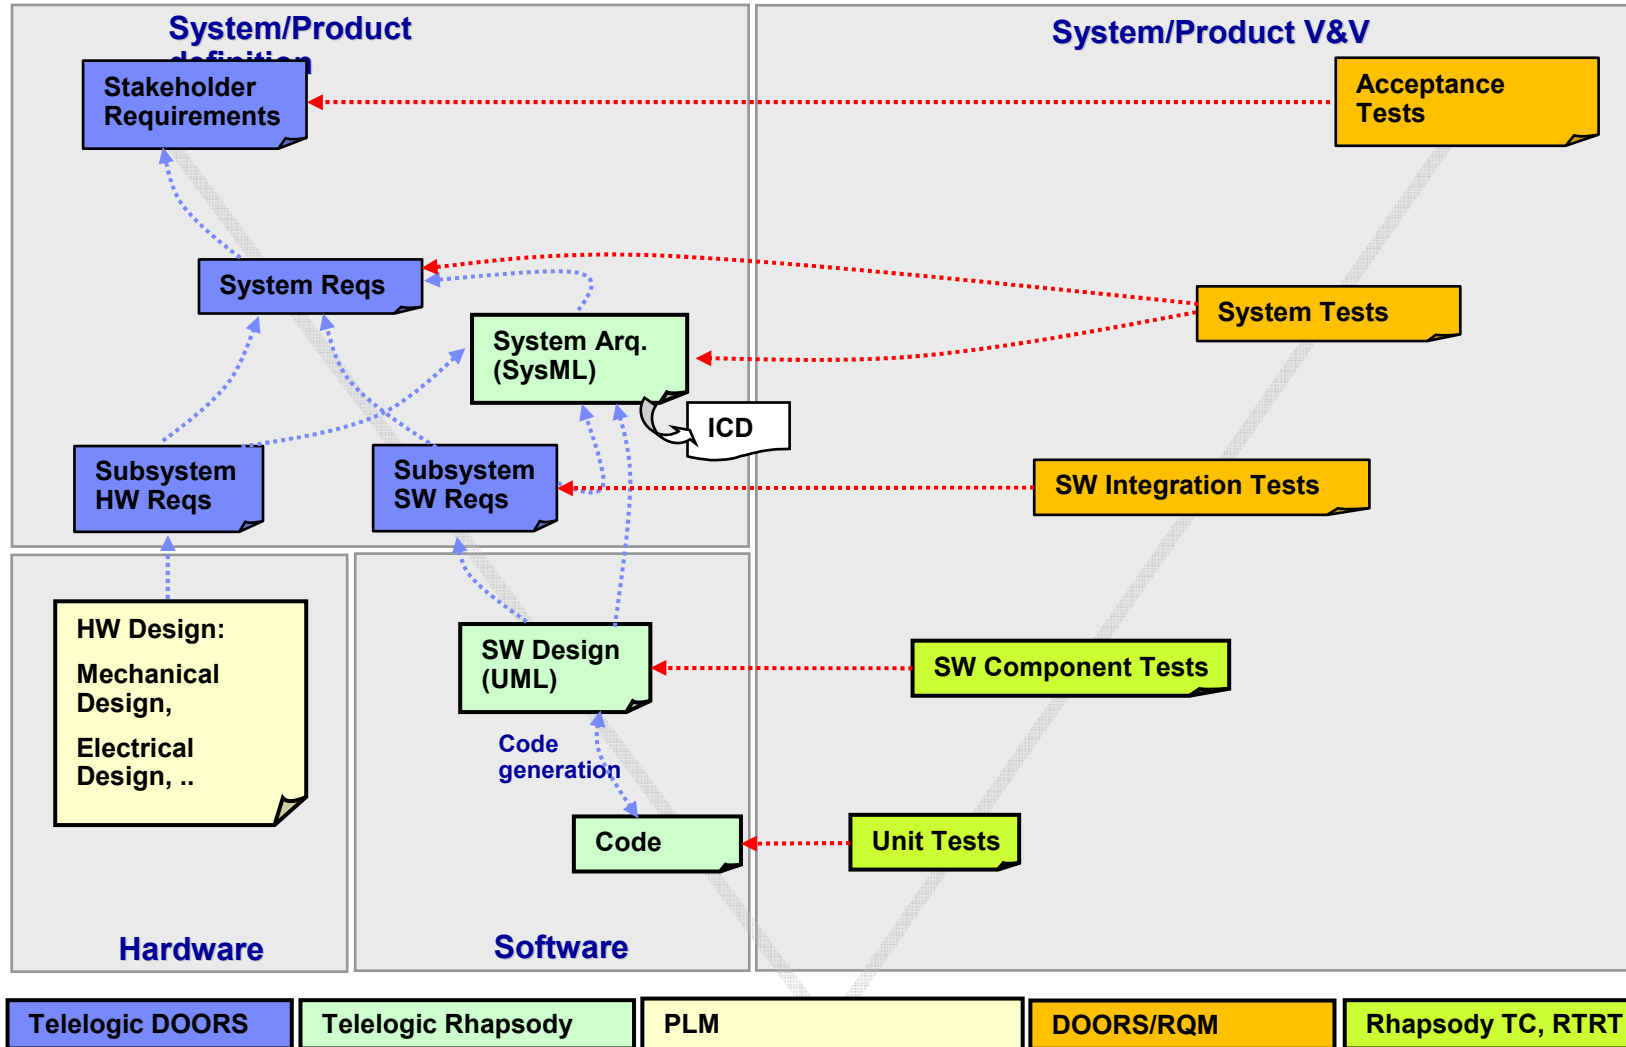 System/Product
definition
System/Product V&V
Stakeholder
Requirements
Acceptance
Tests
System Reqs
System Tests
System Arq.
(SysML)
ICD
Subsystem
HW Reqs
Subsystem
SW Reqs
SW Integration Tests
HW Design:
Mechanical
Design,
Electrical
Design, ..
SW Design
(UML)
SW Component Tests
Code
generation
Code
Unit Tests
Hardware
Software
Telelogic DOORS
Telelogic Rhapsody
PLM
DOORS/RQM
Rhapsody TC, RTRT